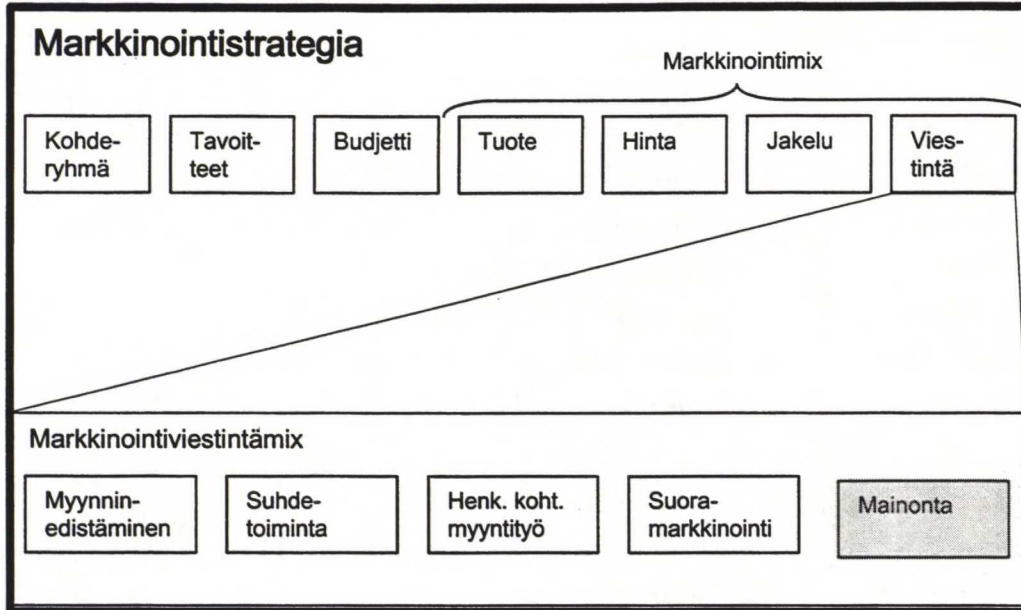 Markkinointistrategia
Markkinointimix
Kohde-
ryhmä
Tavoit-
teet
Budjetti
Tuote
Hinta
Jakelu
Vies-
tintä
Markkinointiviestintämix
Myynnin-
edistäminen
Suhde-
toiminta
Henk. koht.
myyntityö
Suora-
markkinointi
Mainonta